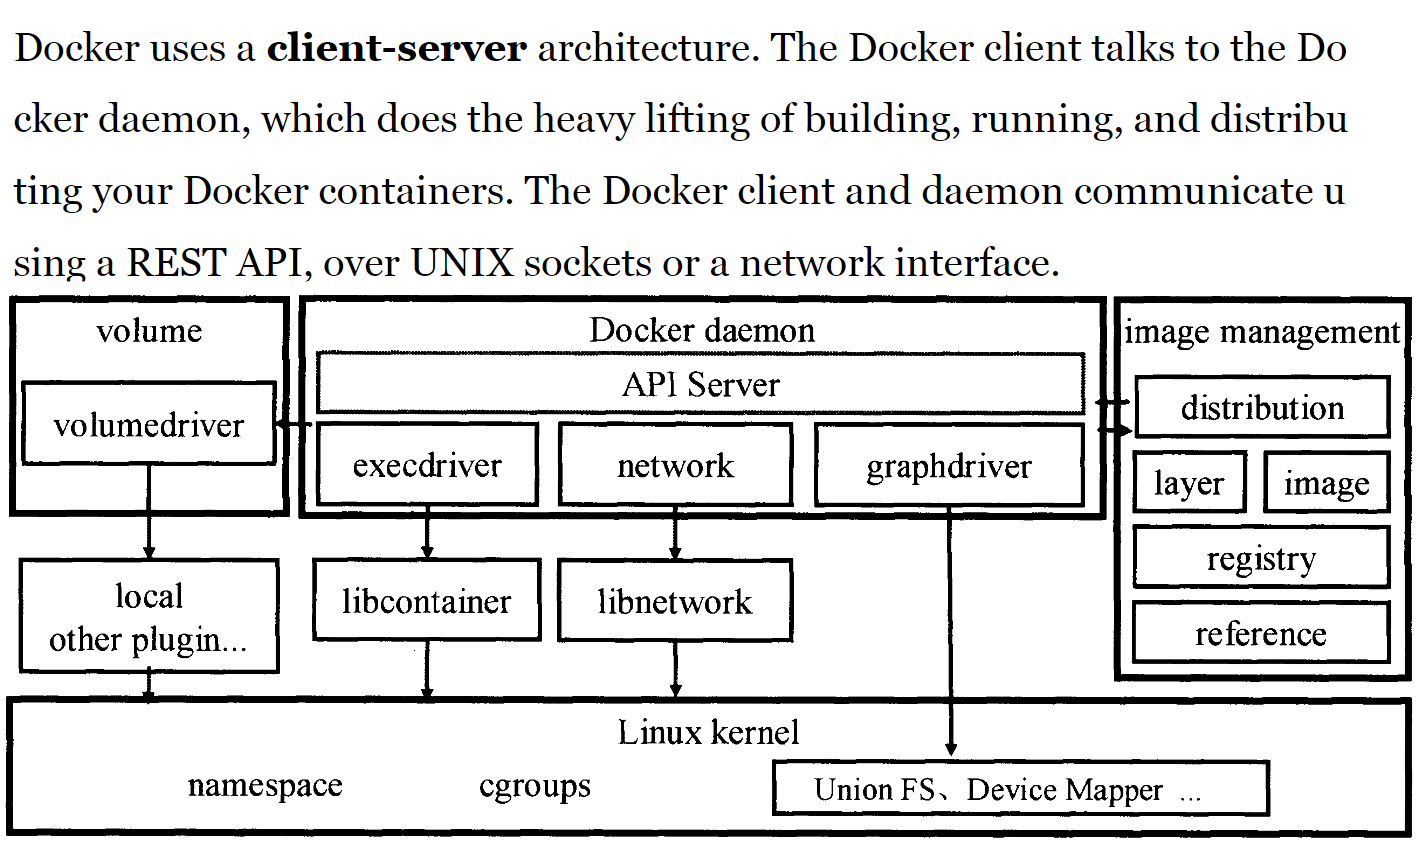 Docker uses a client-server architecture. The Docker client talks to the Do
cker daemon, which does the heavy lifting of building, running, and distribu
ting your Docker containers. The Docker client and daemon communicate u
sing a REST API, over UNIX sockets or a network interface.
volume
volumedriver
local
other plugin...
Docker daemon
API Server
execdriver
network
graphdriver
libcontainer
libnetwork
image management
distribution
layer
image
registry
reference
Linux kernel
namespace
cgroups
Union FS、Device Mapper ...